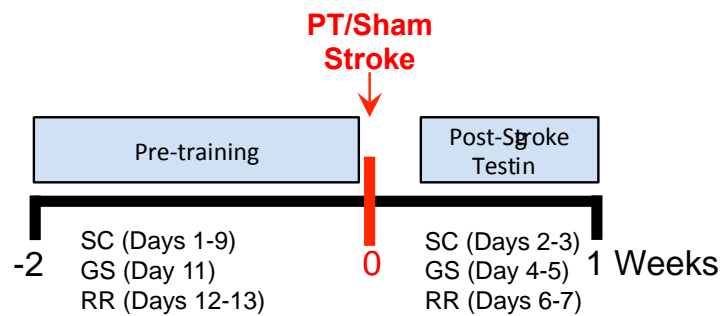 PT/Sham
Stroke
Pre-training
Post-Stroke
Testing
-2
SC (Days 1-9)
GS (Day 11)
RR (Days 12-13)
0
SC (Days 2-3)
GS (Day 4-5)
RR (Days 6-7)
1 Weeks